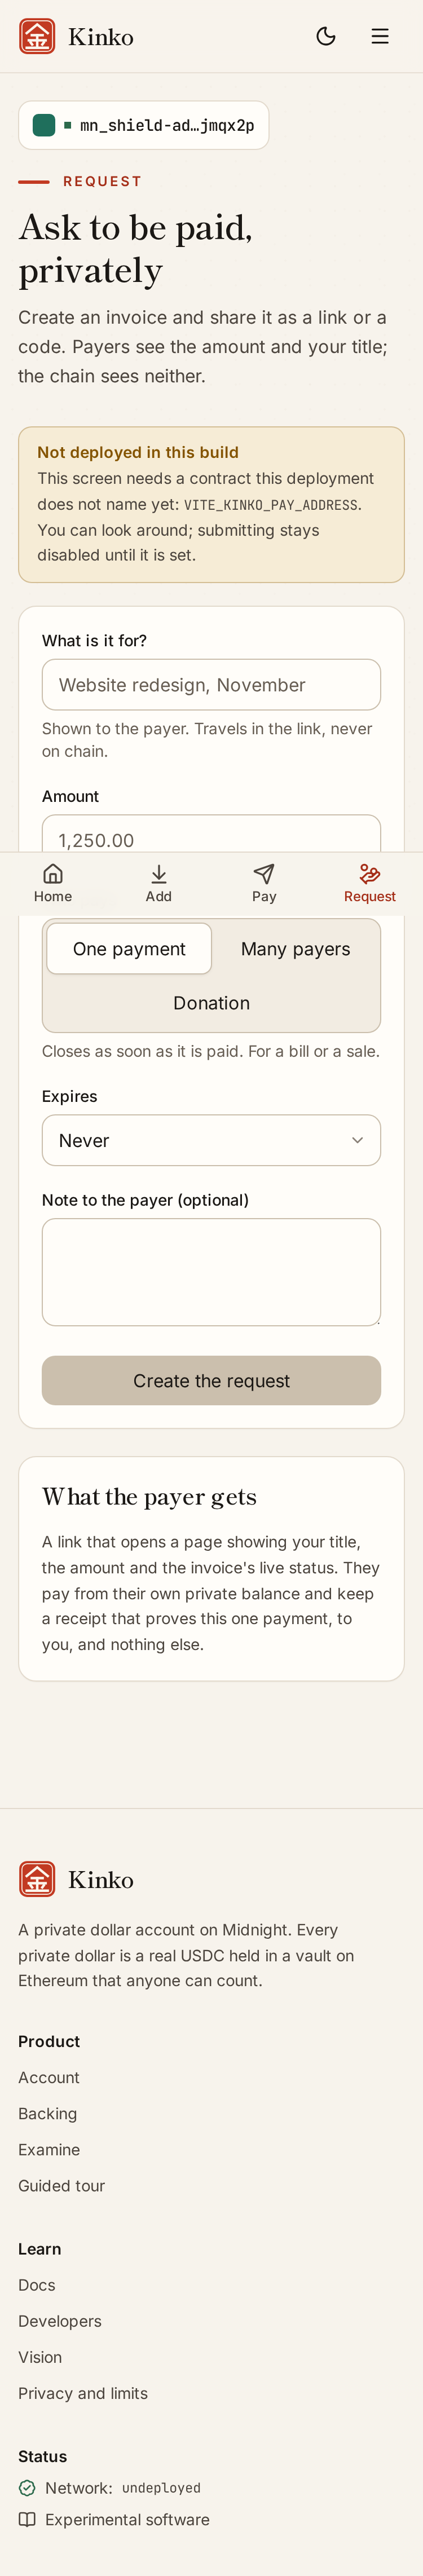 金 Kinko
mn_shield-ad…jmqx2p
REQUEST
Ask to be paid,
privately
Create an invoice and share it as a link or a
code. Payers see the amount and your title;
the chain sees neither.
Not deployed in this build
This screen needs a contract this deployment
does not name yet: VITE_KINKO_PAY_ADDRESS.
You can look around; submitting stays
disabled until it is set.
What is it for?
Website redesign, November
Shown to the payer. Travels in the link, never
on chain.
Amount
1,250.00
Home Add Pay Request
One payment Many payers
Donation
Closes as soon as it is paid. For a bill or a sale.
Expires
Never
Note to the payer (optional)
Create the request
What the payer gets
A link that opens a page showing your title,
the amount and the invoice's live status. They
pay from their own private balance and keep
a receipt that proves this one payment, to
you, and nothing else.
金 Kinko
A private dollar account on Midnight. Every
private dollar is a real USDC held in a vault on
Ethereum that anyone can count.
Product
Account
Backing
Examine
Guided tour
Learn
Docs
Developers
Vision
Privacy and limits
Status
Network: undeployed
Experimental software